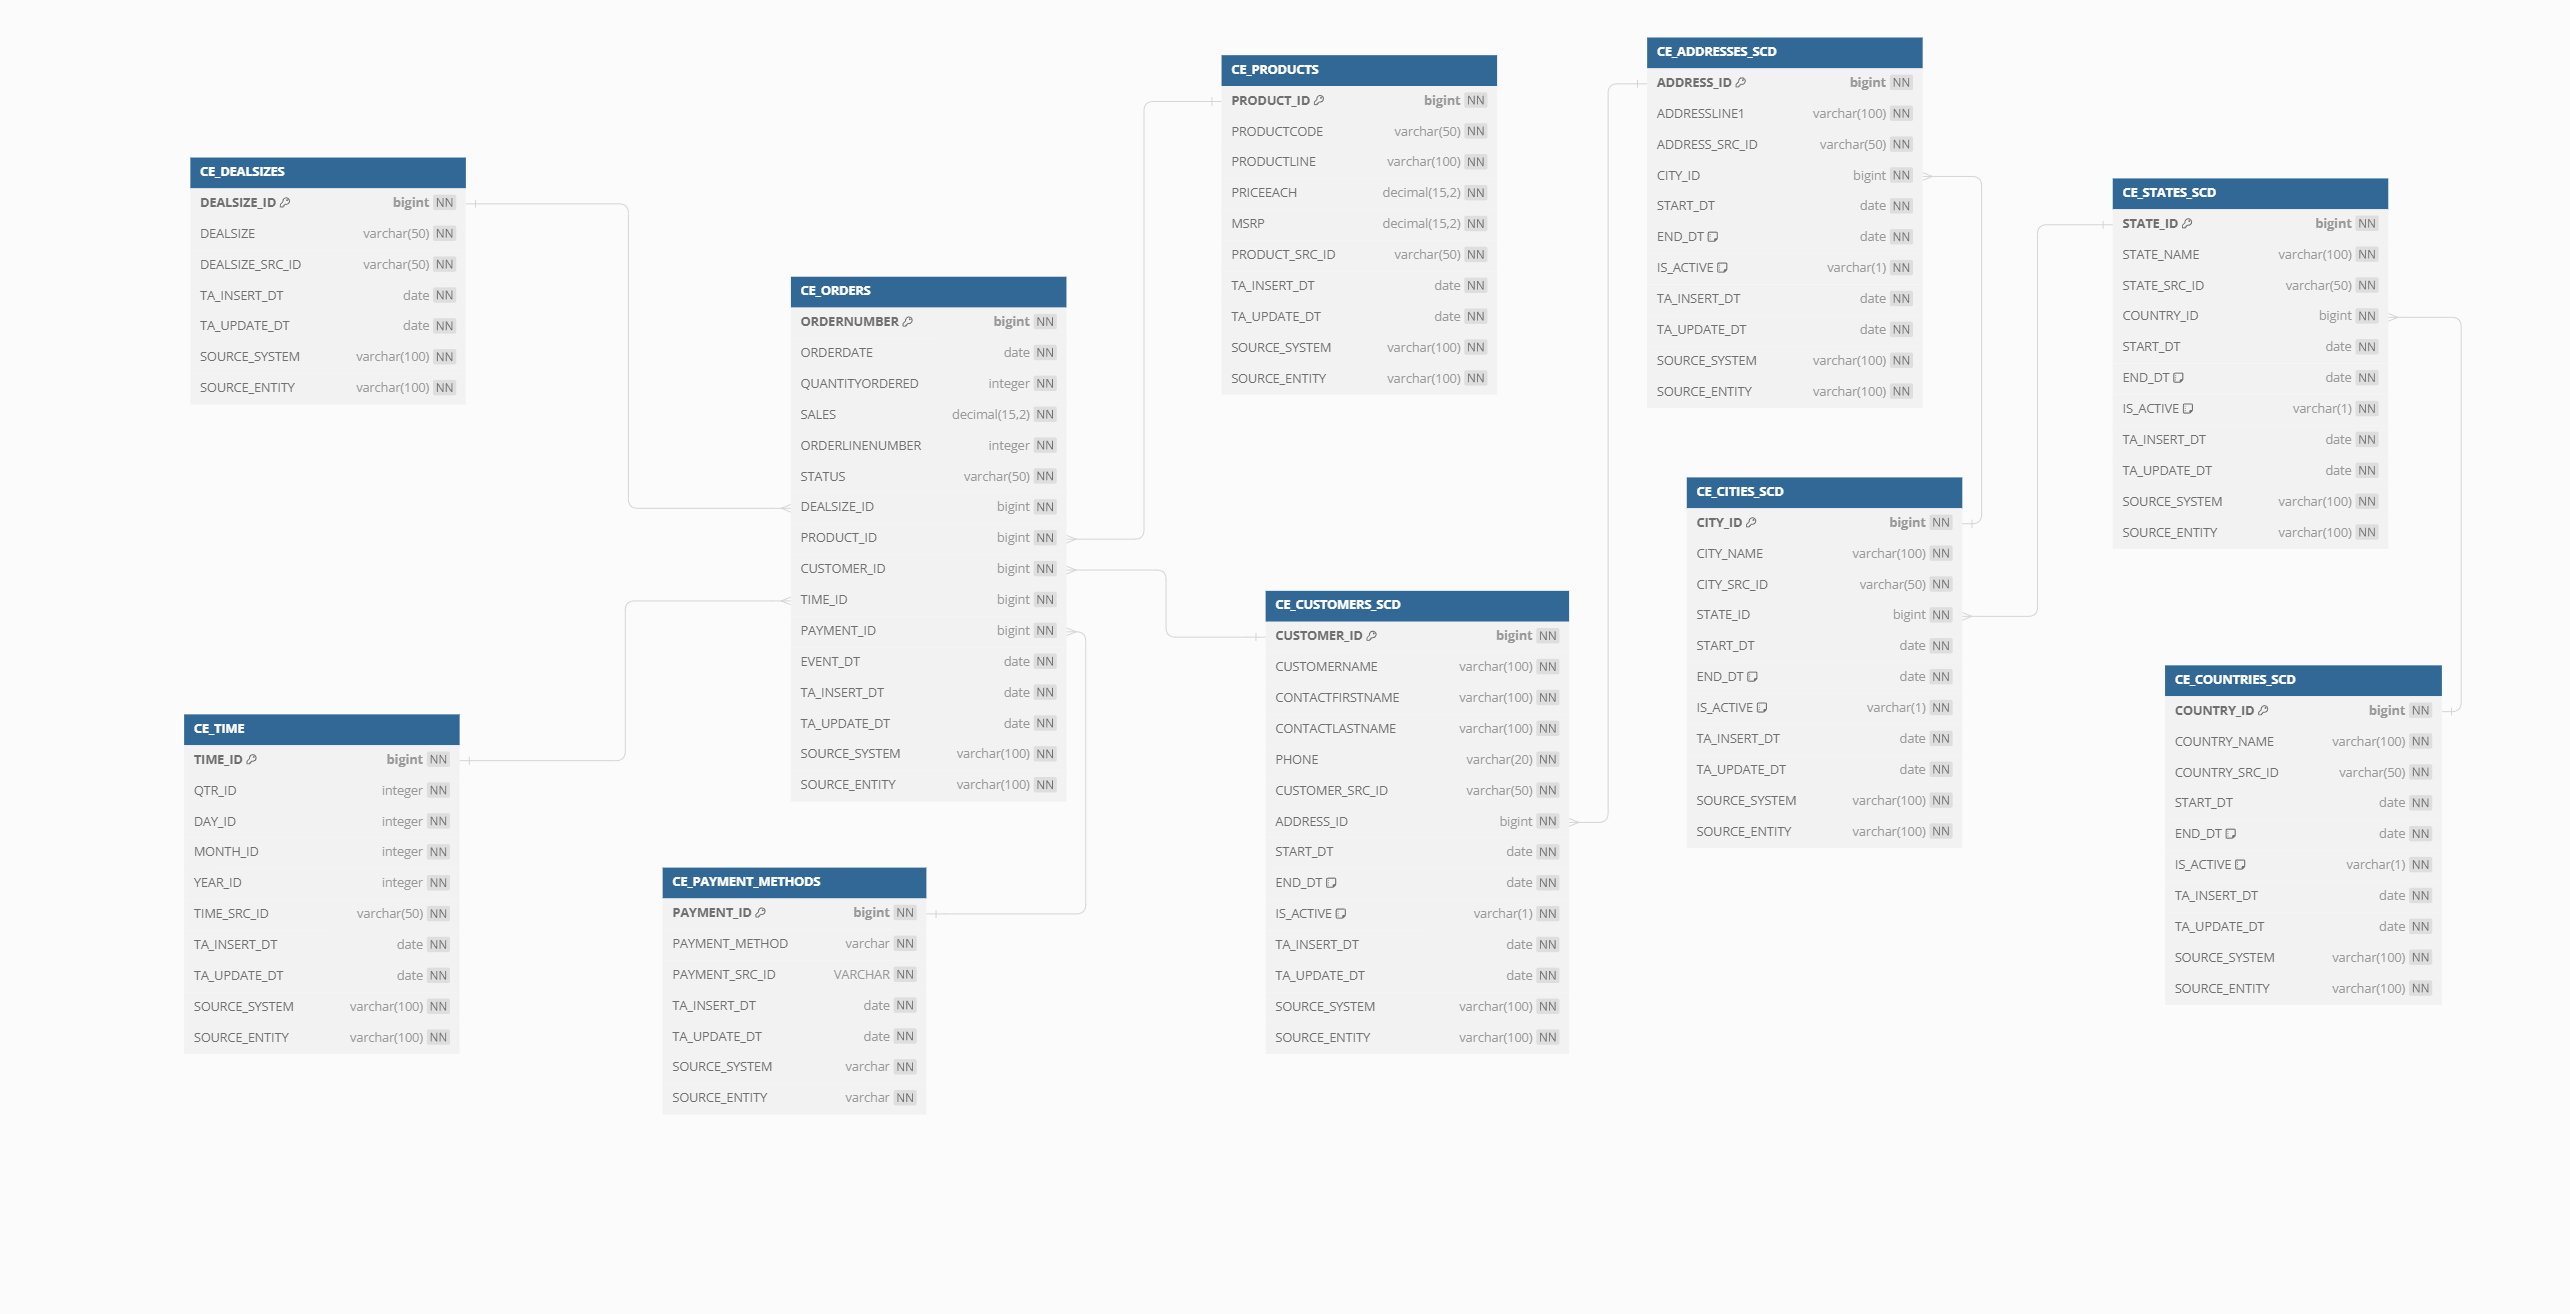 CE_DEALSIZES
DEALSIZE_ID bigint NN
DEALSIZE varchar(50) NN
DEALSIZE_SRC_ID varchar(50) NN
TA_INSERT_DT date NN
TA_UPDATE_DT date NN
SOURCE_SYSTEM varchar(100) NN
SOURCE_ENTITY varchar(100) NN
CE_TIME
TIME_ID bigint NN
QTR_ID integer NN
DAY_ID integer NN
MONTH_ID integer NN
YEAR_ID integer NN
TIME_SRC_ID varchar(50) NN
TA_INSERT_DT date NN
TA_UPDATE_DT date NN
SOURCE_SYSTEM varchar(100) NN
SOURCE_ENTITY varchar(100) NN
CE_ORDERS
ORDERNUMBER bigint NN
ORDERDATE date NN
QUANTITYORDERED integer NN
SALES decimal(15,2) NN
ORDERLINENUMBER integer NN
STATUS varchar(50) NN
DEALSIZE_ID bigint NN
PRODUCT_ID bigint NN
CUSTOMER_ID bigint NN
TIME_ID bigint NN
PAYMENT_ID bigint NN
EVENT_DT date NN
TA_INSERT_DT date NN
TA_UPDATE_DT date NN
SOURCE_SYSTEM varchar(100) NN
SOURCE_ENTITY varchar(100) NN
CE_PAYMENT_METHODS
PAYMENT_ID bigint NN
PAYMENT_METHOD varchar NN
PAYMENT_SRC_ID VARCHAR NN
TA_INSERT_DT date NN
TA_UPDATE_DT date NN
SOURCE_SYSTEM varchar NN
SOURCE_ENTITY varchar NN
CE_PRODUCTS
PRODUCT_ID bigint NN
PRODUCTCODE varchar(50) NN
PRODUCTLINE varchar(100) NN
PRICEEACH decimal(15,2) NN
MSRP decimal(15,2) NN
PRODUCT_SRC_ID varchar(50) NN
TA_INSERT_DT date NN
TA_UPDATE_DT date NN
SOURCE_SYSTEM varchar(100) NN
SOURCE_ENTITY varchar(100) NN
CE_CUSTOMERS_SCD
CUSTOMER_ID bigint NN
CUSTOMERNAME varchar(100) NN
CONTACTFIRSTNAME varchar(100) NN
CONTACTLASTNAME varchar(100) NN
PHONE varchar(20) NN
CUSTOMER_SRC_ID varchar(50) NN
ADDRESS_ID bigint NN
START_DT date NN
END_DT date NN
IS_ACTIVE varchar(1) NN
TA_INSERT_DT date NN
TA_UPDATE_DT date NN
SOURCE_SYSTEM varchar(100) NN
SOURCE_ENTITY varchar(100) NN
CE_ADDRESSES_SCD
ADDRESS_ID bigint NN
ADDRESSLINE1 varchar(100) NN
ADDRESS_SRC_ID varchar(50) NN
CITY_ID bigint NN
START_DT date NN
END_DT date NN
IS_ACTIVE varchar(1) NN
TA_INSERT_DT date NN
TA_UPDATE_DT date NN
SOURCE_SYSTEM varchar(100) NN
SOURCE_ENTITY varchar(100) NN
CE_CITIES_SCD
CITY_ID bigint NN
CITY_NAME varchar(100) NN
CITY_SRC_ID varchar(50) NN
STATE_ID bigint NN
START_DT date NN
END_DT date NN
IS_ACTIVE varchar(1) NN
TA_INSERT_DT date NN
TA_UPDATE_DT date NN
SOURCE_SYSTEM varchar(100) NN
SOURCE_ENTITY varchar(100) NN
CE_STATES_SCD
STATE_ID bigint NN
STATE_NAME varchar(100) NN
STATE_SRC_ID varchar(50) NN
COUNTRY_ID bigint NN
START_DT date NN
END_DT date NN
IS_ACTIVE varchar(1) NN
TA_INSERT_DT date NN
TA_UPDATE_DT date NN
SOURCE_SYSTEM varchar(100) NN
SOURCE_ENTITY varchar(100) NN
CE_COUNTRIES_SCD
COUNTRY_ID bigint NN
COUNTRY_NAME varchar(100) NN
COUNTRY_SRC_ID varchar(50) NN
START_DT date NN
END_DT date NN
IS_ACTIVE varchar(1) NN
TA_INSERT_DT date NN
TA_UPDATE_DT date NN
SOURCE_SYSTEM varchar(100) NN
SOURCE_ENTITY varchar(100) NN